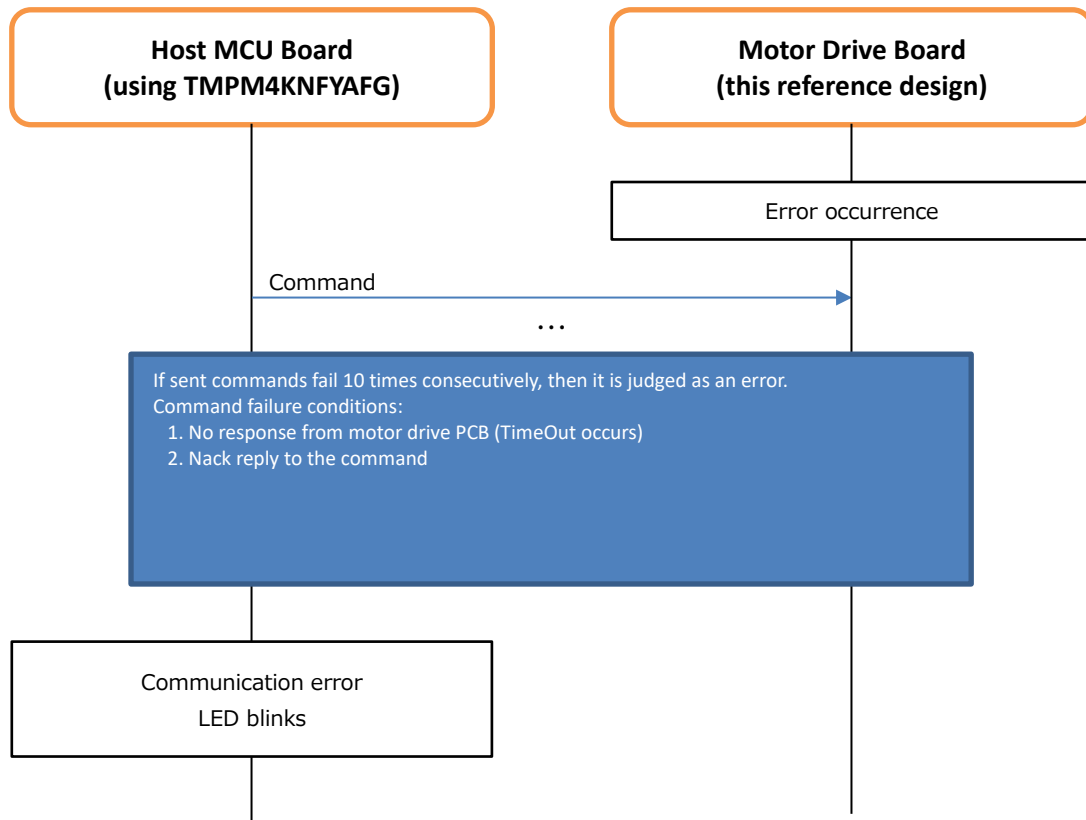 Host MCU Board
(using TMPM4KNFYAFG)
Motor Drive Board
(this reference design)
Error occurrence
Command
...
If sent commands fail 10 times consecutively, then it is judged as an error.
Command failure conditions:
1. No response from motor drive PCB (TimeOut occurs)
2. Nack reply to the command
Communication error
LED blinks